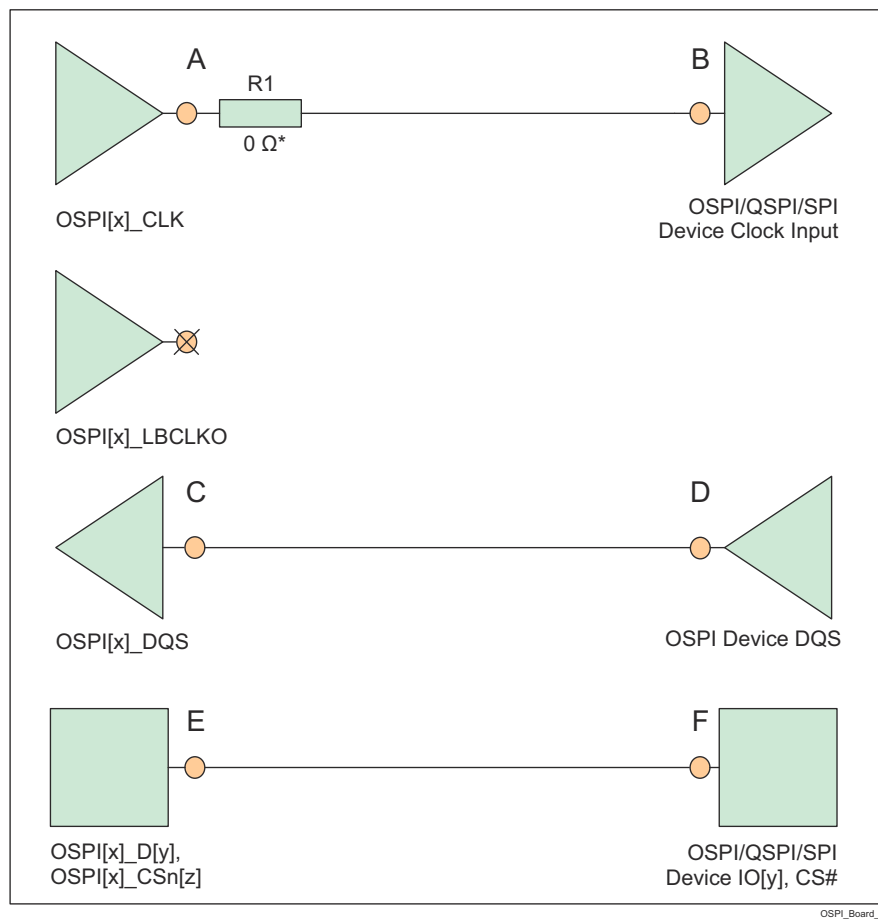 A
R1
B
0 Ω*
OSPI[x]_CLK
OSPI/QSPI/SPI
Device Clock Input
OSPI[x]_LBCLKO
C
D
OSPI[x]_DQS
OSPI Device DQS
E
F
OSPI[x]_D[y],
OSPI[x]_CSn[z]
OSPI/QSPI/SPI
Device IO[y], CS#
OSPI_Board_